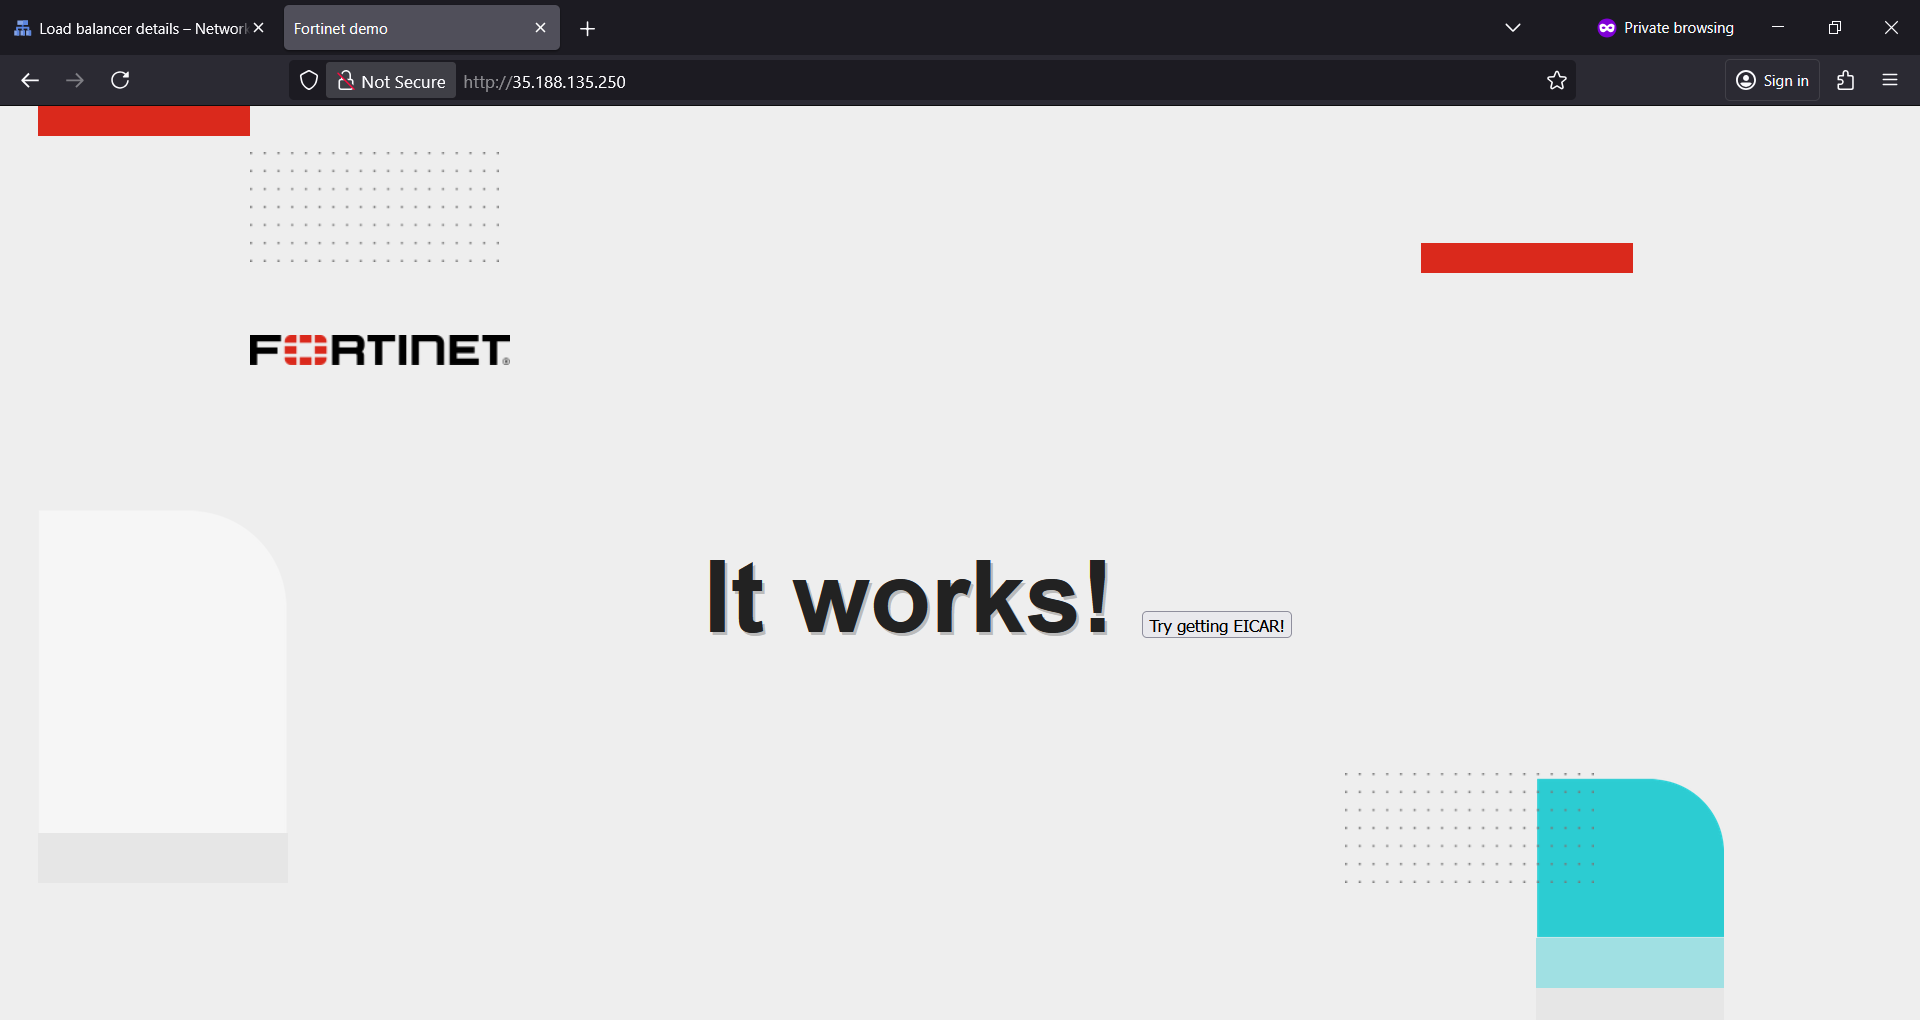 Load balancer details – Network
Fortinet demo
Private browsing
Not Secure
http://35.188.135.250
Sign in
FORTINET®
It works!
Try getting EICAR!